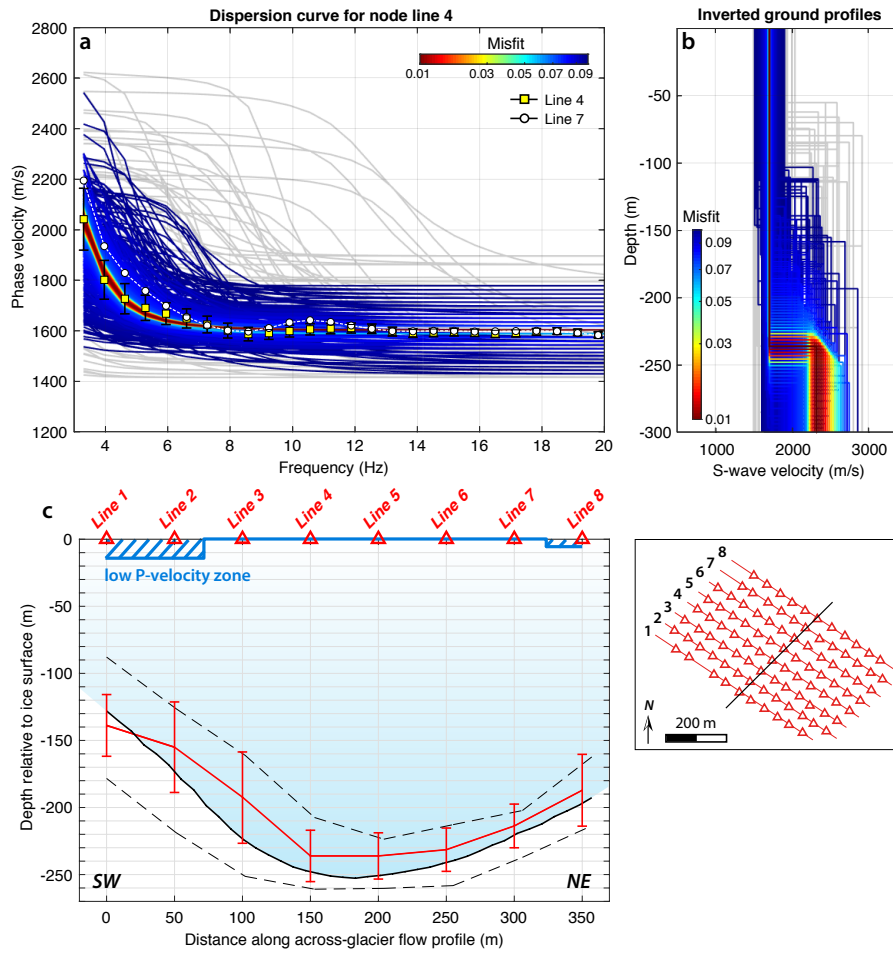 Dispersion curve for node line 4
a
Misfit
0.01 0.03 0.05 0.07 0.09
Line 4
Line 7
2800
2600
2400
2200
2000
1800
1600
1400
1200
Phase velocity (m/s)
4 6 8 10 12 14 16 18 20
Frequency (Hz)
Inverted ground profiles
b
-50
-100
-150
-200
-250
-300
Depth (m)
Misfit
0.09
0.07
0.05
0.03
0.01
1000 2000 3000
S-wave velocity (m/s)
c
Line 1 Line 2 Line 3 Line 4 Line 5 Line 6 Line 7 Line 8
low P-velocity zone
0
-50
-100
-150
-200
-250
Depth relative to ice surface (m)
SW
NE
0 50 100 150 200 250 300 350
Distance along across-glacier flow profile (m)
8
7
6
5
4
3
2
1
N
200 m